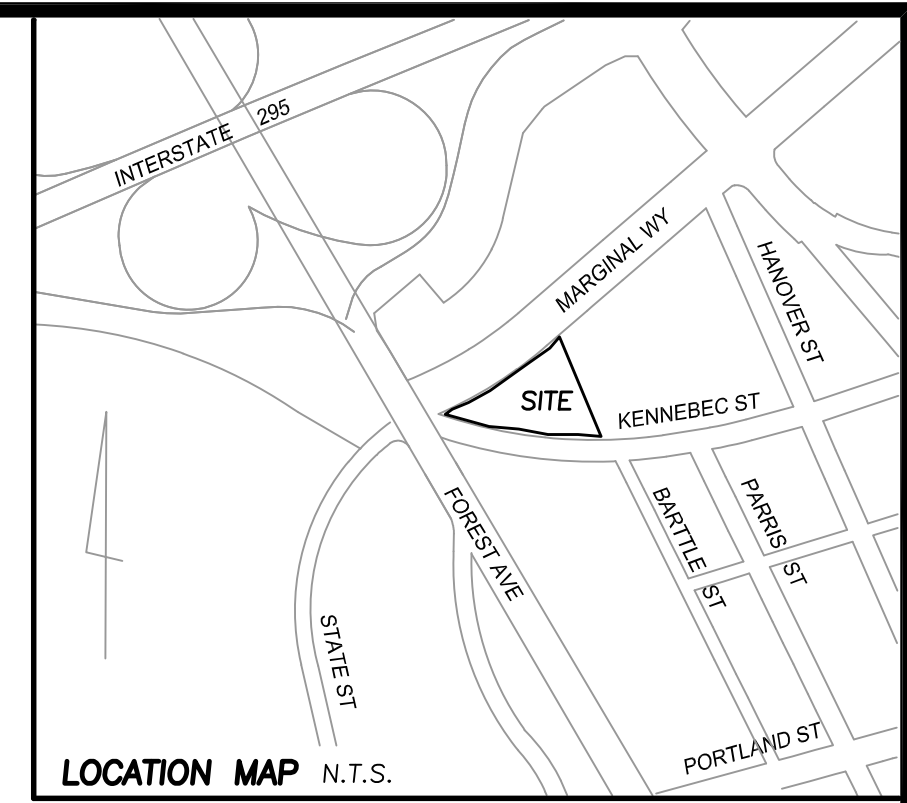 INTERSTATE 295
MARGINAL WY
HANOVER ST
SITE
KENNEBEC ST
FOREST AVE
BARTTLE ST
PARRIS ST
STATE ST
PORTLAND ST
LOCATION MAP N.T.S.